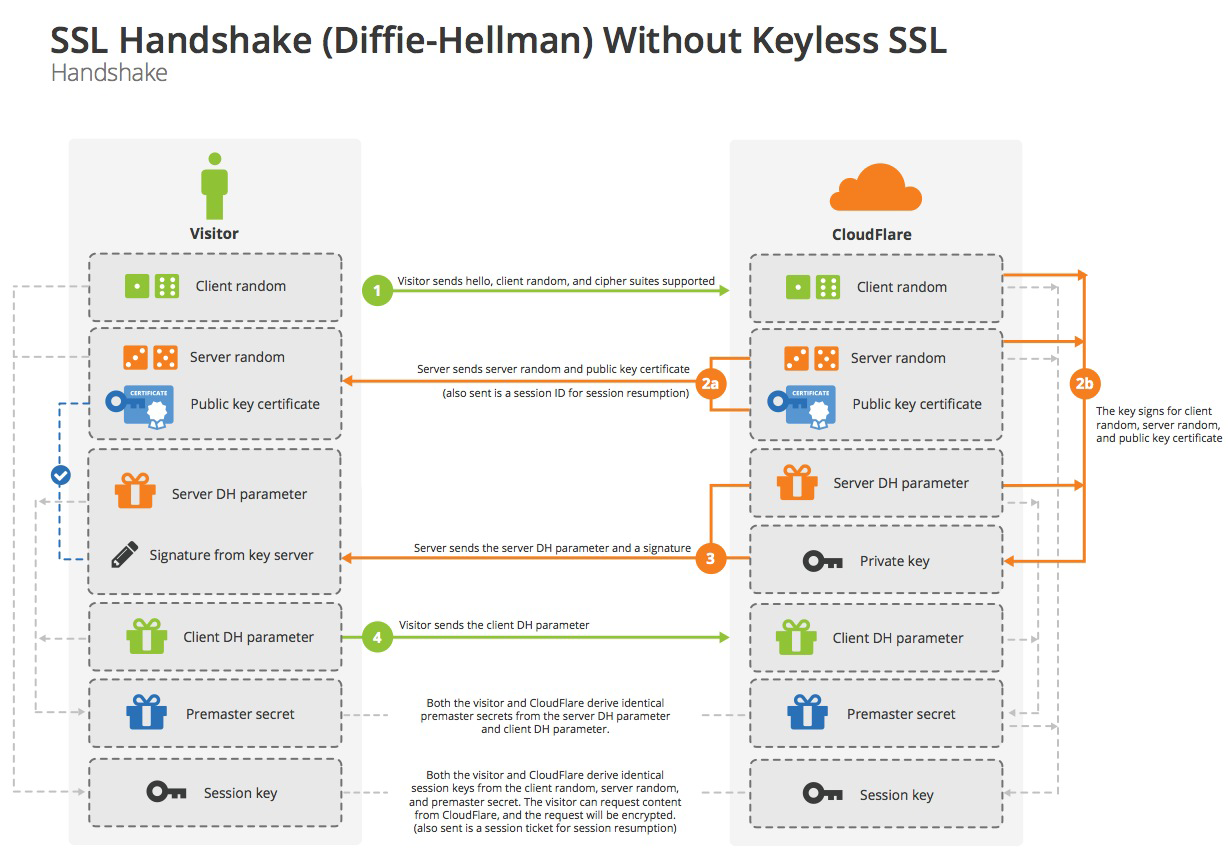 SSL Handshake (Diffie-Hellman) Without Keyless SSL
Handshake
Visitor
CloudFlare
Client random
1
Visitor sends hello, client random, and cipher suites supported
Client random
Server random
Server sends server random and public key certificate
2a
Server random
2b
(also sent is a session ID for session resumption)
CERTIFICATE
Public key certificate
CERTIFICATE
Public key certificate
The key signs for client
random, server random,
and public key certificate
Server DH parameter
Server DH parameter
Signature from key server
Server sends the server DH parameter and a signature
3
Private key
Client DH parameter
4
Visitor sends the client DH parameter
Client DH parameter
Premaster secret
Both the visitor and CloudFlare derive identical
premaster secrets from the server DH parameter
and client DH parameter.
Premaster secret
Session key
Both the visitor and CloudFlare derive identical
session keys from the client random, server random,
and premaster secret. The visitor can request content
from CloudFlare, and the request will be encrypted.
(also sent is a session ticket for session resumption)
Session key